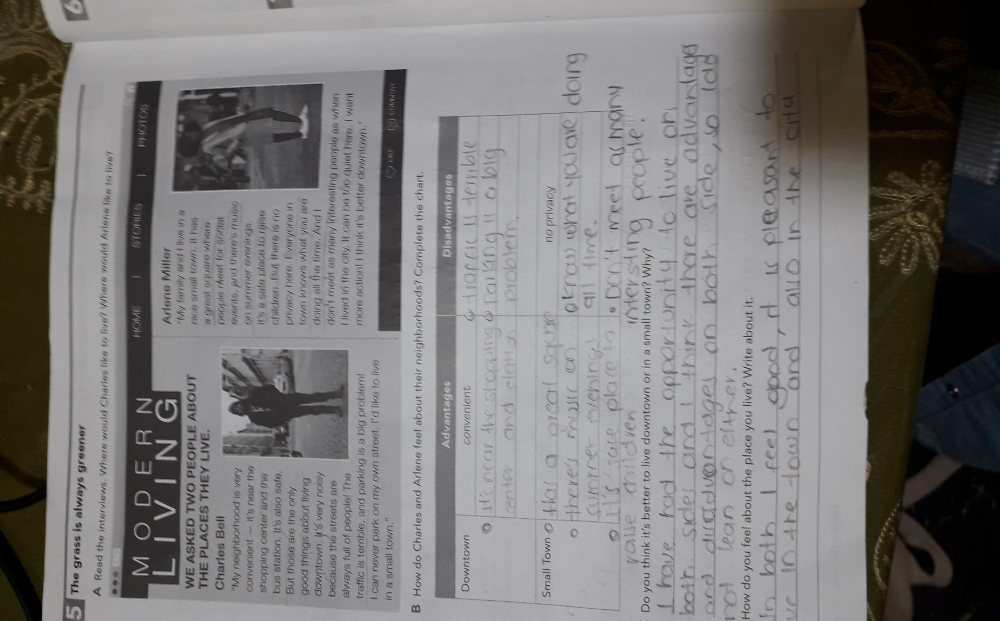 6
5 The grass is always greener
A Read the interviews. Where would Charles like to live? Where would Arlene like to live?
HOME | STORIES | PHOTOS
MODERN
LIVING
WE ASKED TWO PEOPLE ABOUT
THE PLACES THEY LIVE.
Charles Bell
"My neighborhood is very
convenient – it's near the
shopping center and the
bus station. It's also safe.
But those are the only
good things about living
downtown. It's very noisy
because the streets are
always full of people! The
traffic is terrible, and parking is a big problem!
I can never park on my own street. I'd like to live
in a small town."
Arlene Miller
"My family and I live in a
nice small town. It has
a great square where
people meet for social
events, and there's music
on summer evenings.
It's a safe place to raise
children. But there is no
privacy here. Everyone in
town knows what you are
doing all the time. And I
don't meet as many interesting people as when
I lived in the city. It can be too quiet here. I want
more action! I think it's better downtown."
LIKE COMMENT
B How do Charles and Arlene feel about their neighborhoods? Complete the chart.
Advantages Disadvantages
Downtown
convenient
It's near the shopping
center and
traffic is terrible
parking is a big
problem.
Small Town
Has a great square
there's music on
summer evening
it's safe place to
raise children
no privacy
know what you are doing
all time.
Don't meet as many
intersting people.
Do you think it's better to live downtown or in a small town? Why?
I have had the opportunity to live on
both sides and I think there are advantages
and disadvantages on both side, so I do
not lean on either.
How do you feel about the place you live? Write about it.
In both I feel good, it is pleasant to
ve in the town and also in the city